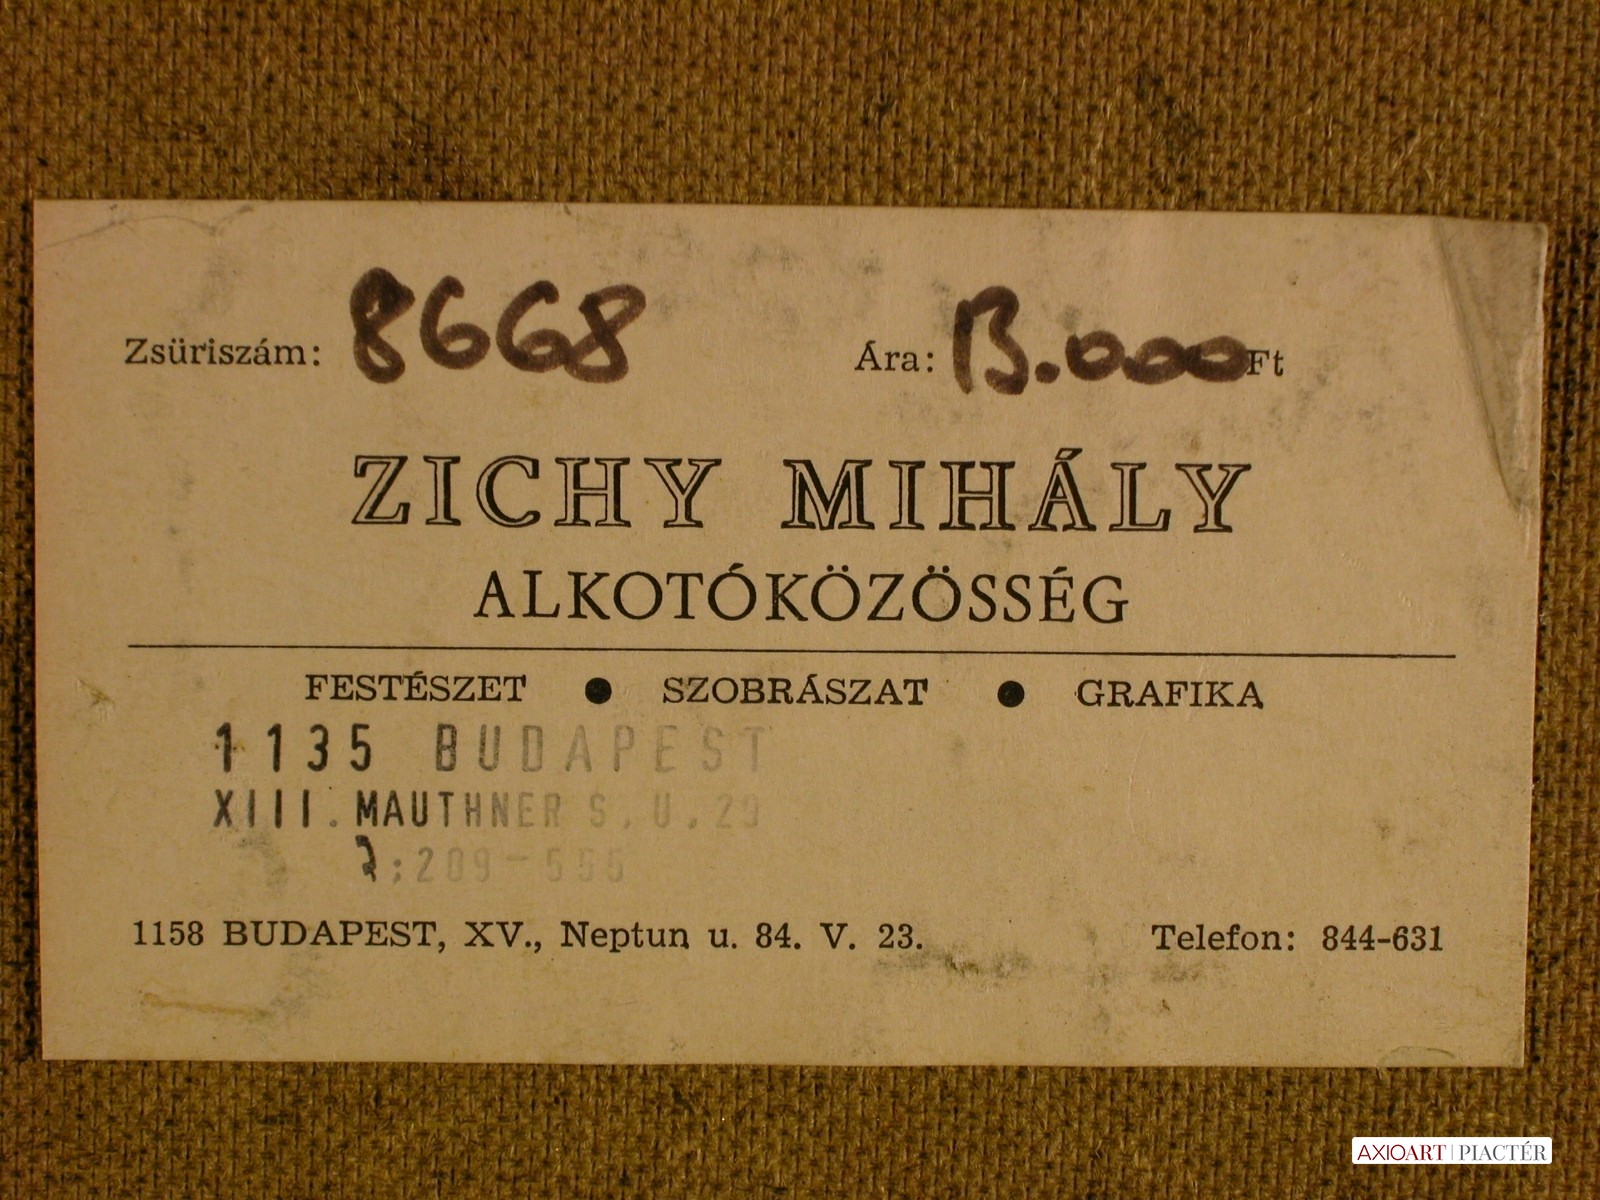 Zsüriszám: 8668 Ára: 13.000 Ft
ZICHY MIHÁLY
ALKOTÓKÖZÖSSÉG
FESTÉSZET ● SZOBRÁSZAT ● GRAFIKA
1135 BUDAPEST
XIII. MAUTHNER S. U. 29
:209-555
1158 BUDAPEST, XV., Neptun u. 84. V. 23. Telefon: 844-631
AXIOART | PIACTÉR